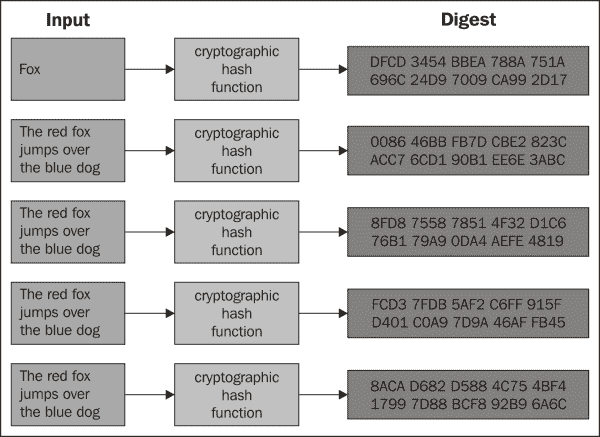 Input
Digest
Fox
cryptographic
hash
function
DFCD 3454 BBEA 788A 751A
696C 24D9 7009 CA99 2D17
The red fox
jumps over
the blue dog
cryptographic
hash
function
0086 46BB FB7D CBE2 823C
ACC7 6CD1 90B1 EE6E 3ABC
The red fox
jumps over
the blue dog
cryptographic
hash
function
8FD8 7558 7851 4F32 D1C6
76B1 79A9 0DA4 AEFE 4819
The red fox
jumps over
the blue dog
cryptographic
hash
function
FCD3 7FDB 5AF2 C6FF 915F
D401 C0A9 7D9A 46AF FB45
The red fox
jumps over
the blue dog
cryptographic
hash
function
8ACA D682 D588 4C75 4BF4
1799 7D88 BCF8 92B9 6A6C